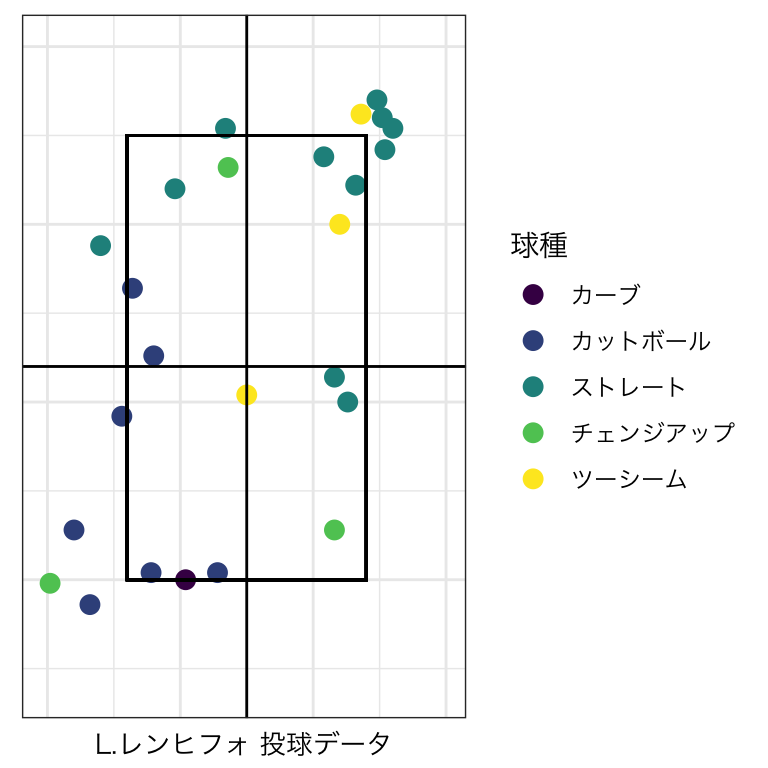 球種
カーブ
カットボール
ストレート
チェンジアップ
ツーシーム
L.レンヒフォ 投球データ